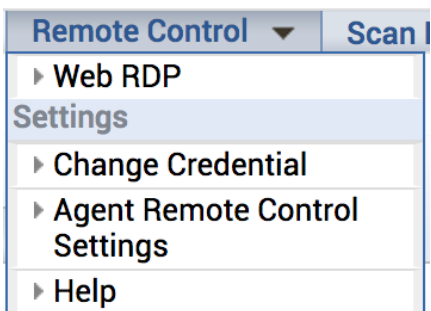 Remote Control Scan
Web RDP
Settings
Change Credential
Agent Remote Control
Settings
Help